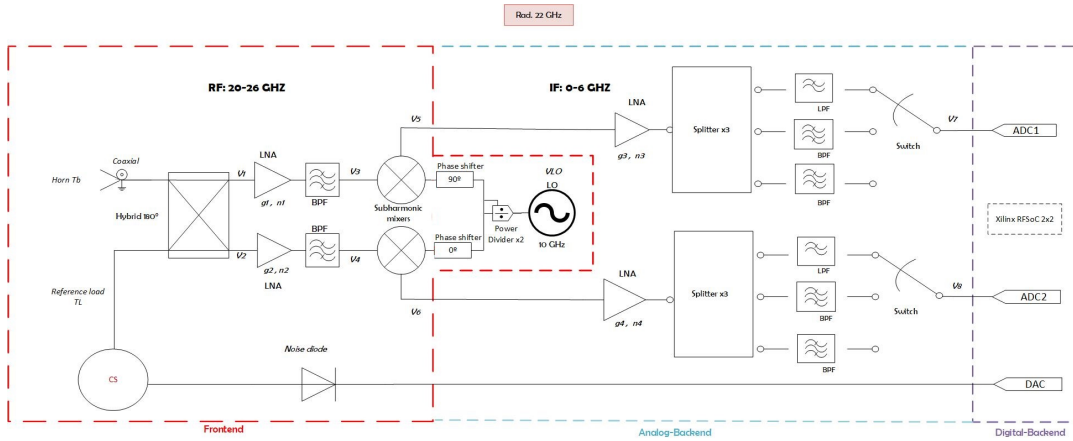 Rad. 22 GHz
RF: 20-26 GHZ
IF: 0-6 GHZ
Horn Tb
Coaxial
Hybrid 180º
V1
LNA
g1, n1
BPF
V3
V2
g2, n2
LNA
BPF
V4
Subharmonic
mixers
V5
V6
Phase shifter
90º
Phase shifter
0º
Power
Divider x2
VLO
LO
10 GHz
Reference load
TL
CS
Noise diode
LNA
g3, n3
Splitter x3
LPF
BPF
BPF
Switch
V7
ADC1
LNA
g4, n4
Splitter x3
LPF
BPF
BPF
Switch
V8
ADC2
Xilinx RFSoC 2x2
DAC
Frontend
Analog-Backend
Digital-Backend